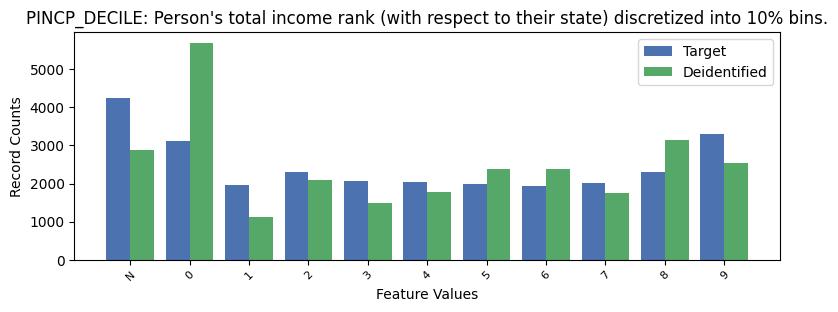 PINCP_DECILE: Person's total income rank (with respect to their state) discretized into 10% bins.
Target
Deidentified
Record Counts
5000
4000
3000
2000
1000
0
N 0 1 2 3 4 5 6 7 8 9
Feature Values